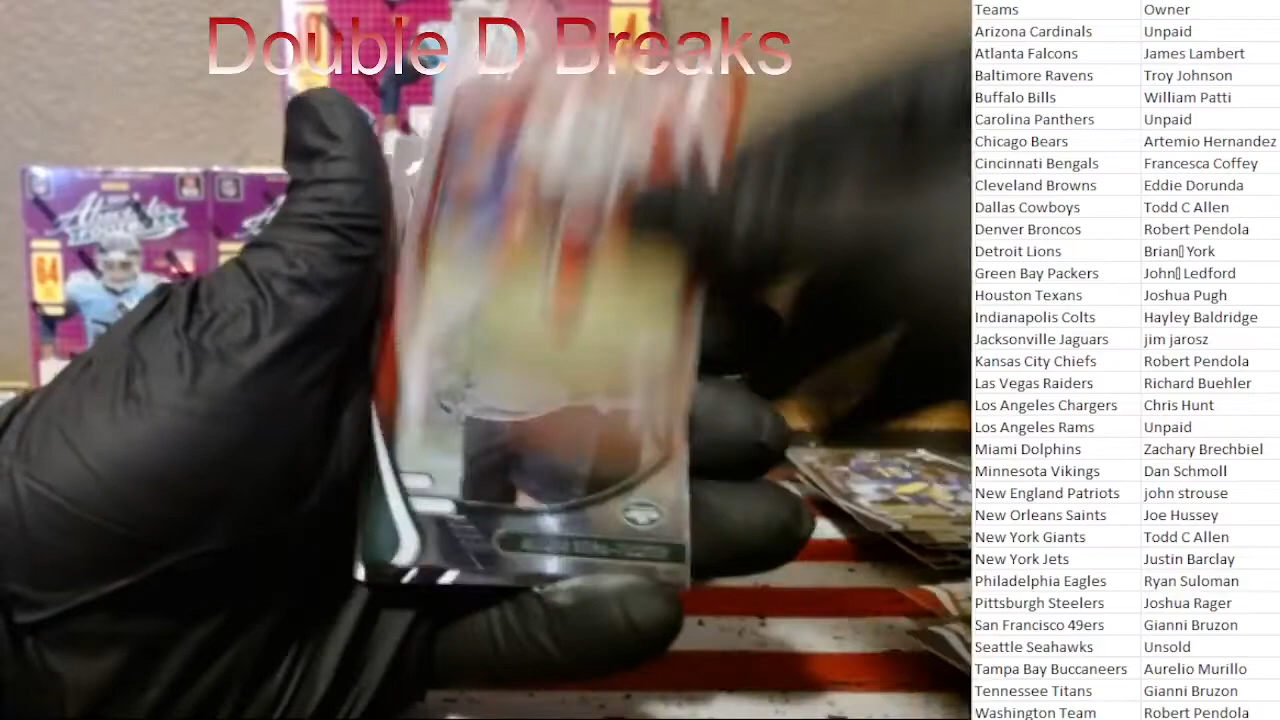 Double D Breaks
Absolute
64
Teams Owner
Arizona Cardinals Unpaid
Atlanta Falcons James Lambert
Baltimore Ravens Troy Johnson
Buffalo Bills William Patti
Carolina Panthers Unpaid
Chicago Bears Artemio Hernandez
Cincinnati Bengals Francesca Coffey
Cleveland Browns Eddie Dorunda
Dallas Cowboys Todd C Allen
Denver Broncos Robert Pendola
Detroit Lions Brian▯York
Green Bay Packers John▯Ledford
Houston Texans Joshua Pugh
Indianapolis Colts Hayley Baldridge
Jacksonville Jaguars jim jarosz
Kansas City Chiefs Robert Pendola
Las Vegas Raiders Richard Buehler
Los Angeles Chargers Chris Hunt
Los Angeles Rams Unpaid
Miami Dolphins Zachary Brechbiel
Minnesota Vikings Dan Schmoll
New England Patriots john strouse
New Orleans Saints Joe Hussey
New York Giants Todd C Allen
New York Jets Justin Barclay
Philadelphia Eagles Ryan Suloman
Pittsburgh Steelers Joshua Rager
San Francisco 49ers Gianni Bruzon
Seattle Seahawks Unsold
Tampa Bay Buccaneers Aurelio Murillo
Tennessee Titans Gianni Bruzon
Washington Team Robert Pendola